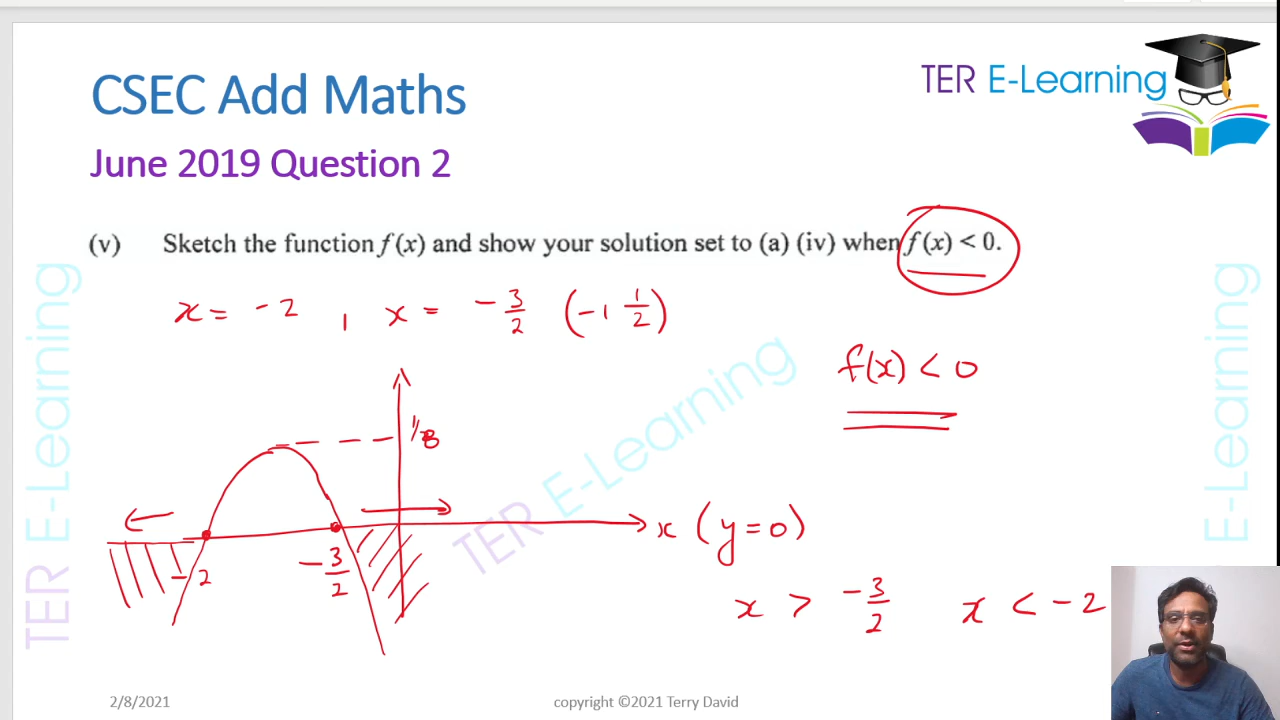 CSEC Add Maths
TER E-Learning
June 2019 Question 2
(v) Sketch the function f(x) and show your solution set to (a) (iv) when f(x) < 0.
x = -2 , x = -3/2 (-1 1/2)
f(x) < 0
1/8
x (y=0)
-2
-3/2
x > -3/2 x < -2
TER E-Learning
TER E-Learning
TER E-Learning
2/8/2021
copyright ©2021 Terry David